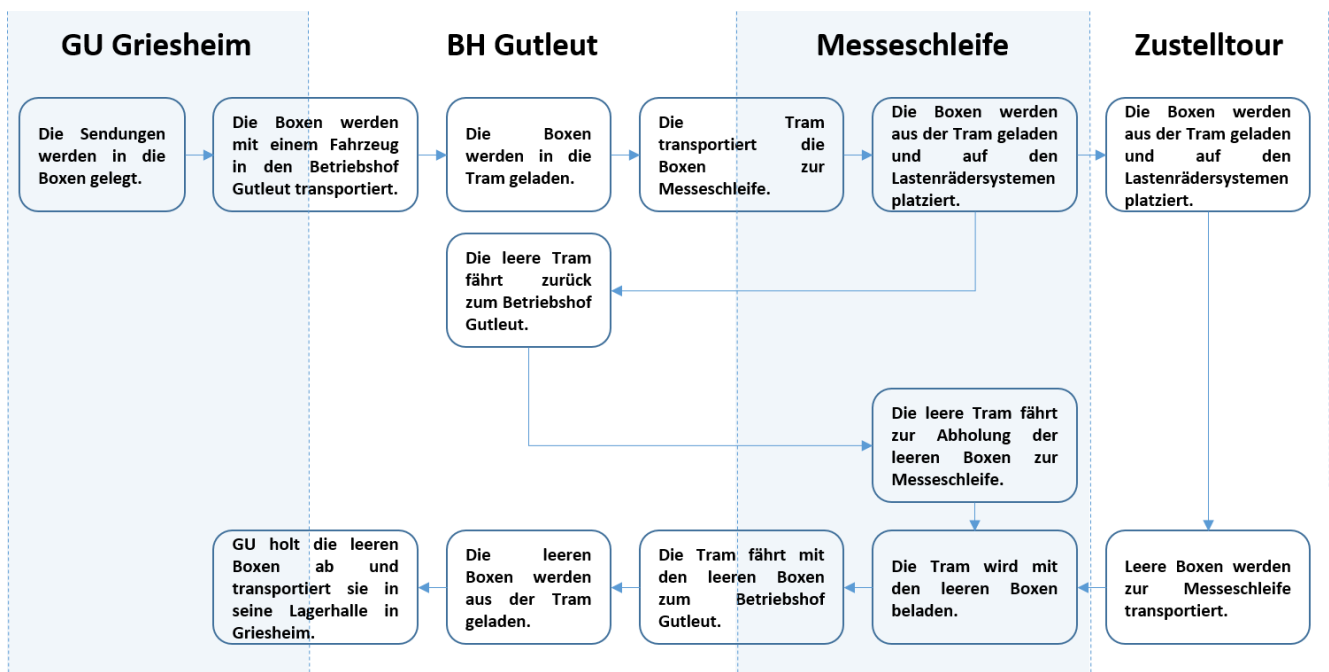 GU Griesheim
BH Gutleut
Messeschleife
Zustelltour
Die Sendungen
werden in die
Boxen gelegt.
Die Boxen werden
mit einem Fahrzeug
in den Betriebshof
Gutleut transportiert.
Die Boxen
werden in die
Tram geladen.
Die Tram
transportiert die
Boxen zur
Messeschleife.
Die Boxen werden
aus der Tram geladen
und auf den
Lastenrädersystemen
platziert.
Die Boxen werden
aus der Tram geladen
und auf den
Lastenrädersystemen
platziert.
Die leere Tram
fährt zurück
zum Betriebshof
Gutleut.
Die leere Tram fährt
zur Abholung der
leeren Boxen zur
Messeschleife.
GU holt die leeren
Boxen ab und
transportiert sie in
seine Lagerhalle in
Griesheim.
Die leeren
Boxen werden
aus der Tram
geladen.
Die Tram fährt mit
den leeren Boxen
zum Betriebshof
Gutleut.
Die Tram wird mit
den leeren Boxen
beladen.
Leere Boxen werden
zur Messeschleife
transportiert.